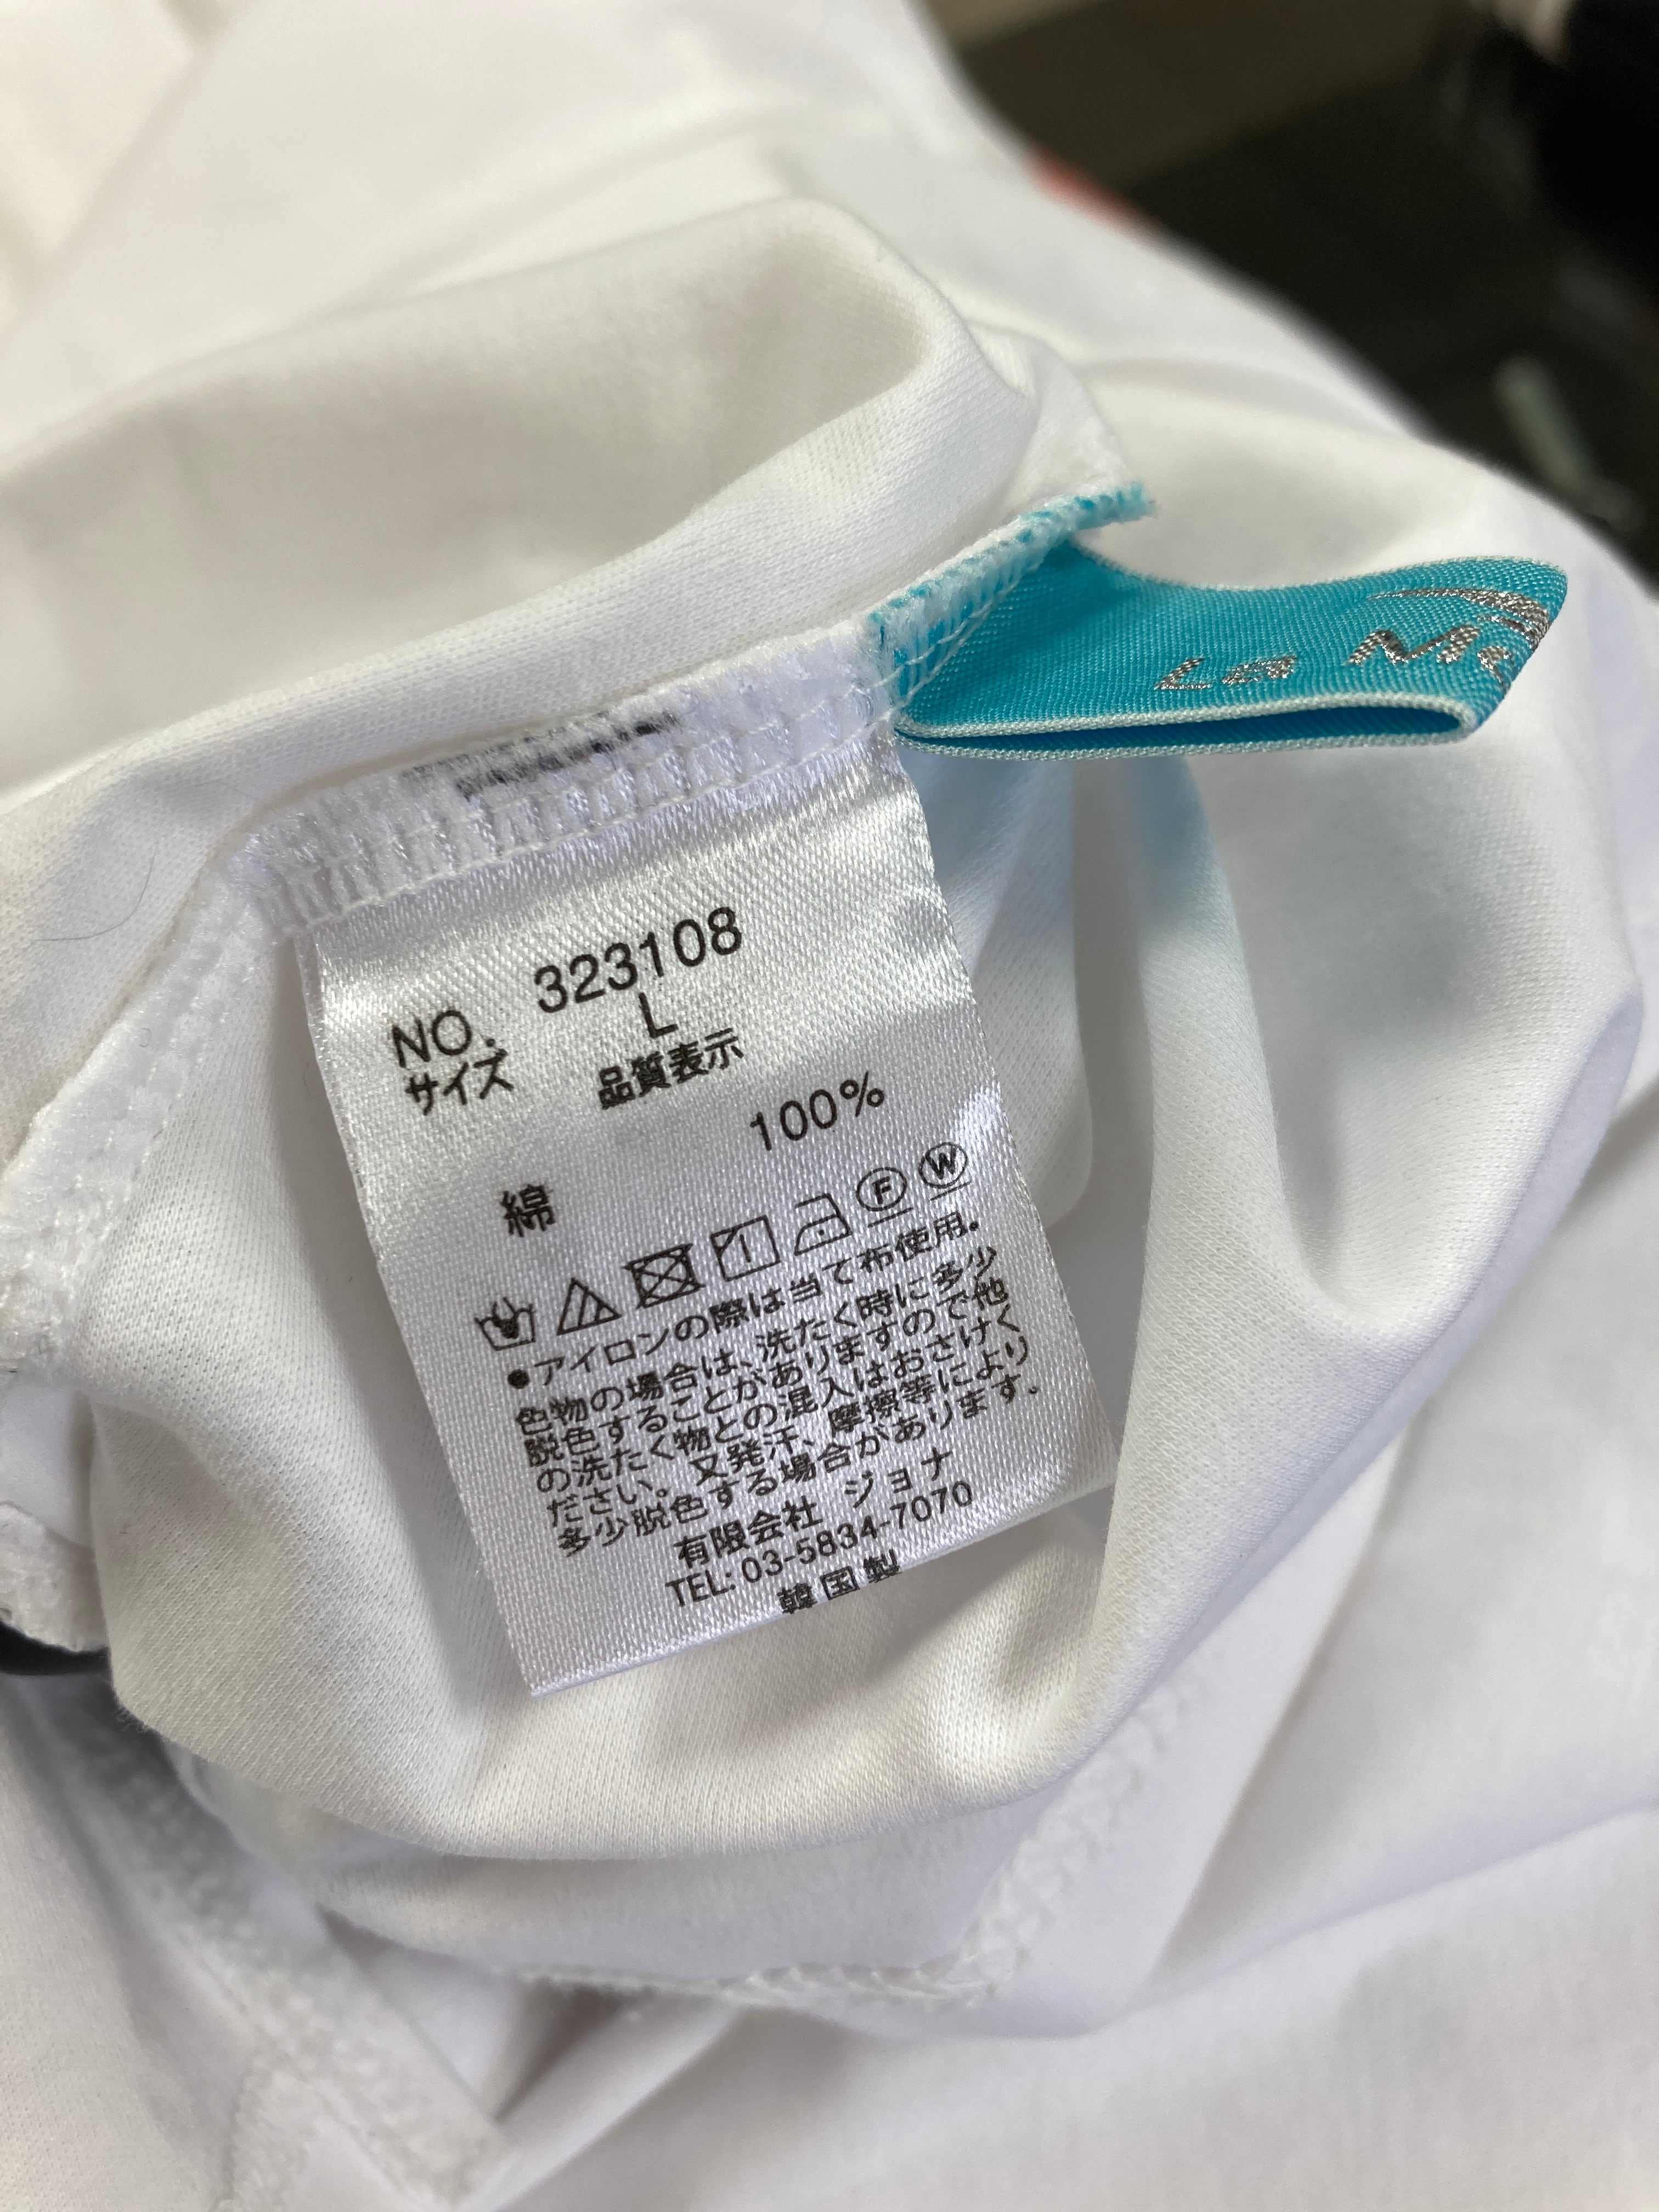 La
NO. 323108
サイズ L
品質表示
綿 100%
F W
●アイロンの際は当て布使用。
色物の場合は、洗たく時に多少
脱色することがありますので他
の洗たく物との混入はおさけく
ださい。又発汗、摩擦等により
多少脱色する場合があります。
有限会社 ジョナ
TEL: 03-5834-7070
韓国製